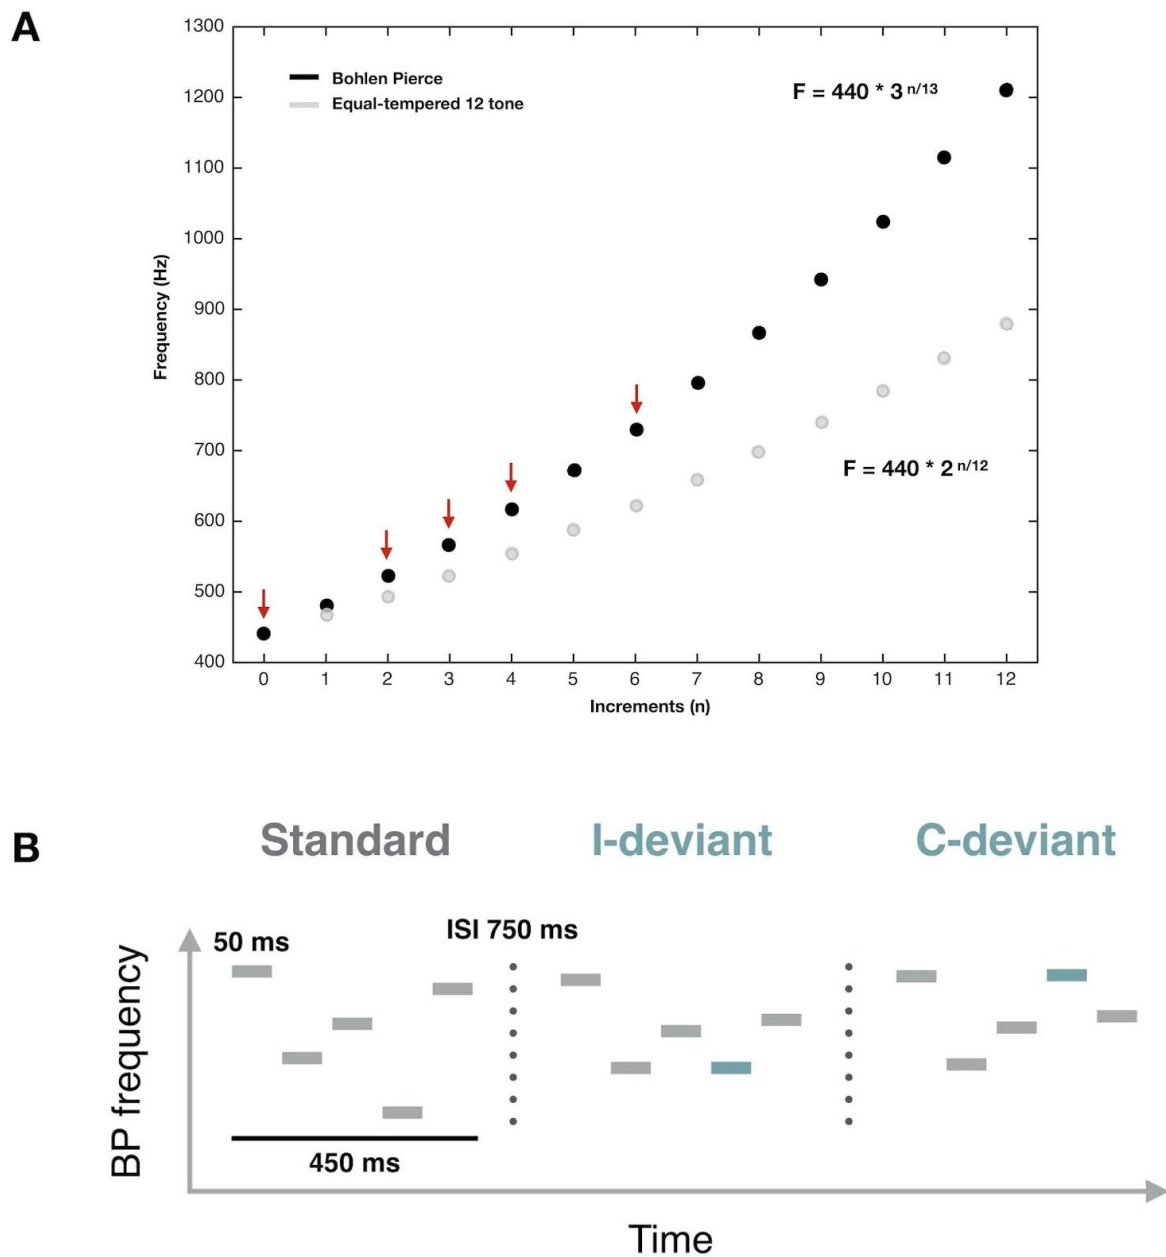 A
1300
1200
1100
1000
900
800
700
600
500
400
Frequency (Hz)
Bohlen Pierce
Equal-tempered 12 tone
F = 440 * 3 n/13
F = 440 * 2 n/12
0 1 2 3 4 5 6 7 8 9 10 11 12
Increments (n)
B
Standard I-deviant C-deviant
50 ms
ISI 750 ms
BP frequency
450 ms
Time